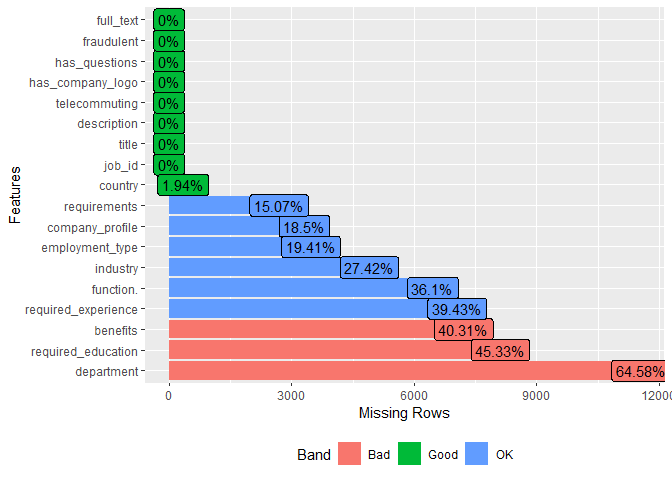 full_text 0%
fraudulent 0%
has_questions 0%
has_company_logo 0%
telecommuting 0%
description 0%
title 0%
job_id 0%
country 1.94%
requirements 15.07%
company_profile 18.5%
employment_type 19.41%
industry 27.42%
function. 36.1%
required_experience 39.43%
benefits 40.31%
required_education 45.33%
department 64.58%
Features
0 3000 6000 9000 12000
Missing Rows
Band Bad Good OK